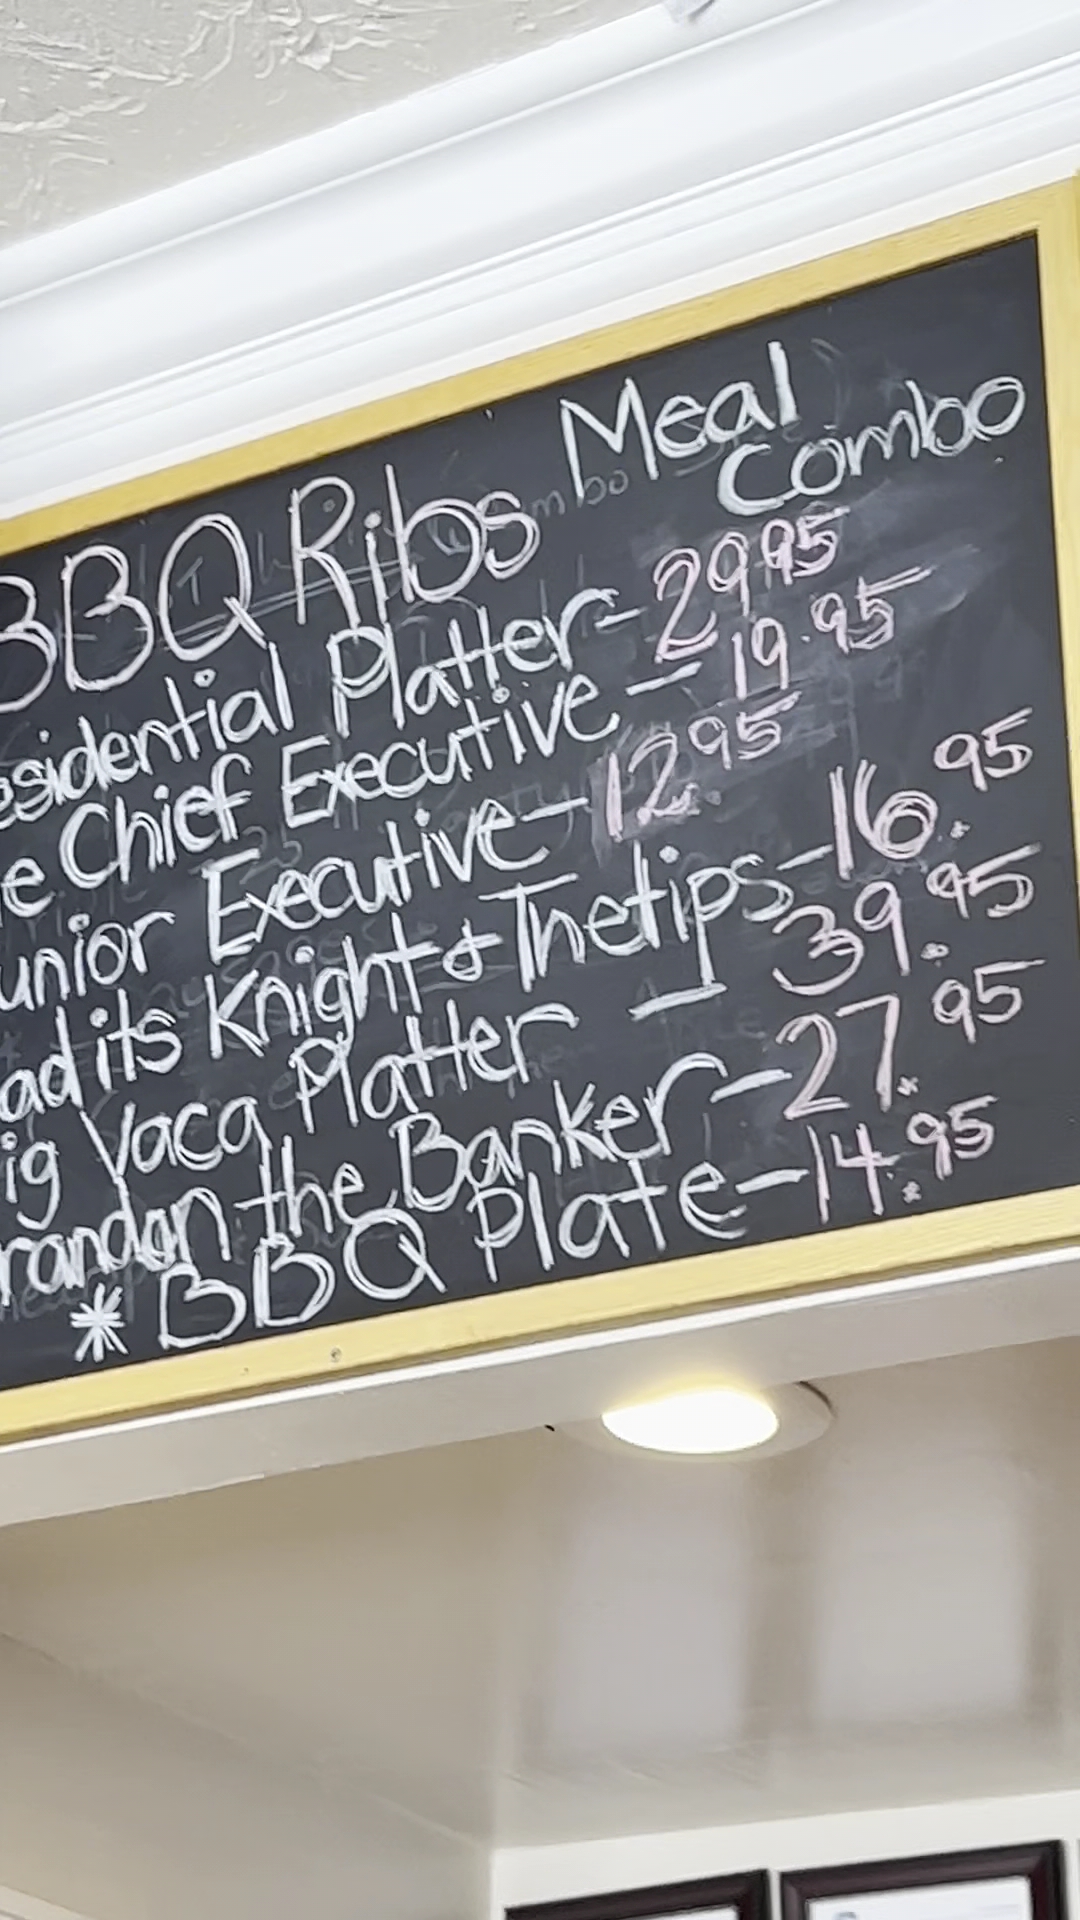 Meal
Combo
BBQ Ribs
esidential Platter - 29.95
e Chief Executive - 19.95
unior Executive - 12.95
ad its Knight & Thetips - 16.95
ig Vaca Platter - 39.95
randon the Banker - 27.95
* BBQ Plate - 14.95